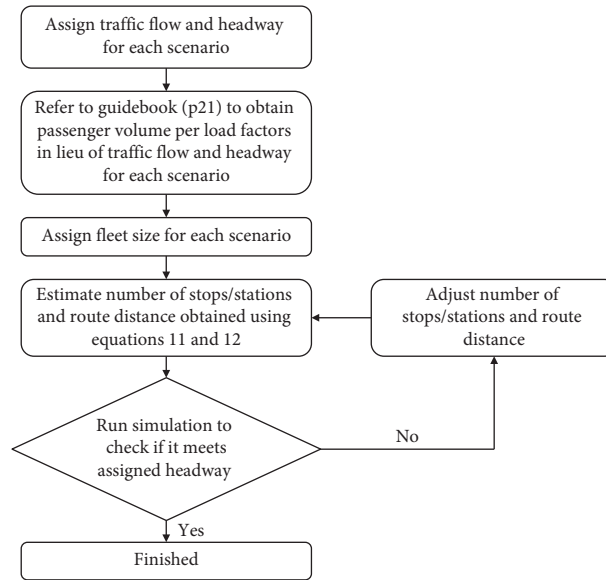 Assign traffic flow and headway
for each scenario
Refer to guidebook (p21) to obtain
passenger volume per load factors
in lieu of traffic flow and headway
for each scenario
Assign fleet size for each scenario
Estimate number of stops/stations
and route distance obtained using
equations 11 and 12
Adjust number of
stops/stations and route
distance
Run simulation to
check if it meets
assigned headway
No
Yes
Finished